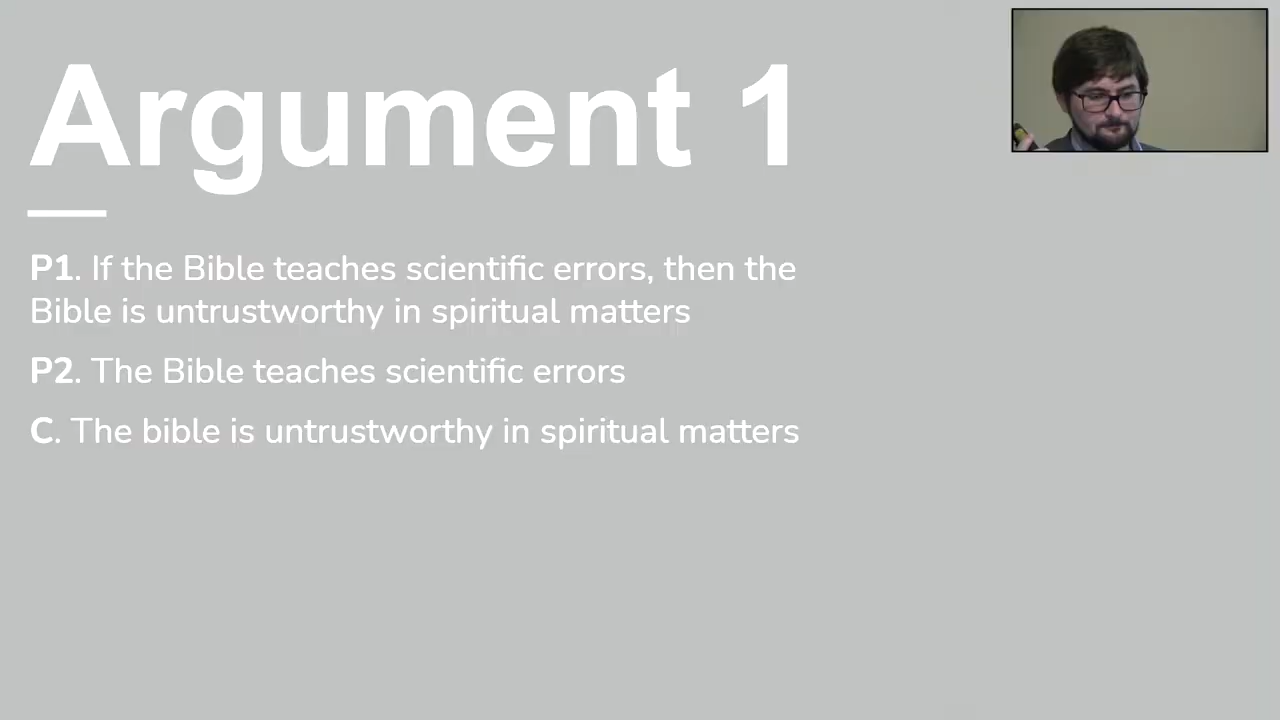 Argument 1
P1. If the Bible teaches scientific errors, then the
Bible is untrustworthy in spiritual matters
P2. The Bible teaches scientific errors
C. The bible is untrustworthy in spiritual matters